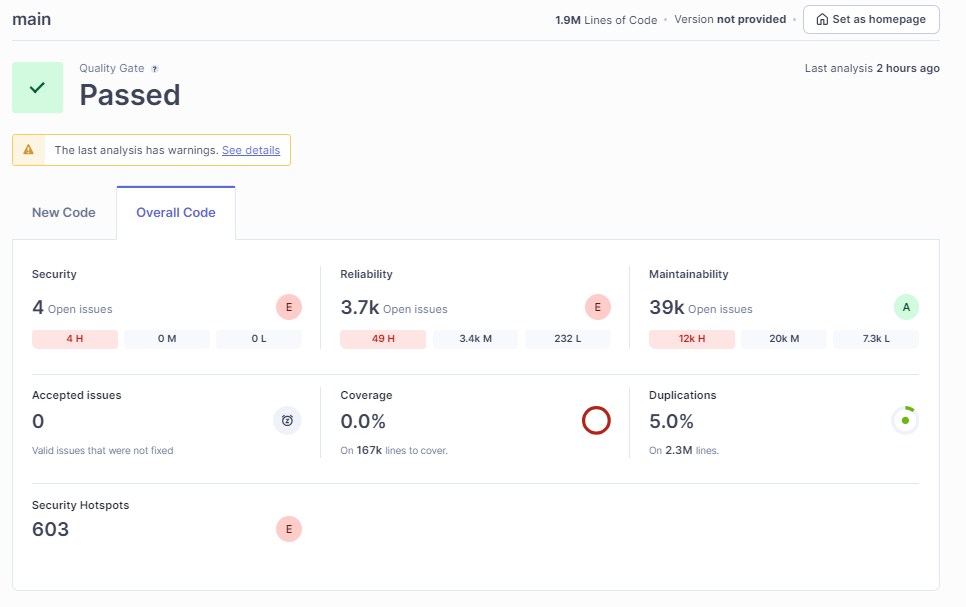 main
1.9M Lines of Code • Version not provided • Set as homepage
Quality Gate ?
Passed
Last analysis 2 hours ago
The last analysis has warnings. See details
New Code
Overall Code
Security
4 Open issues
E
4 H
0 M
0 L
Reliability
3.7k Open issues
E
49 H
3.4k M
232 L
Maintainability
39k Open issues
A
12k H
20k M
7.3k L
Accepted issues
0
Valid issues that were not fixed
Coverage
0.0%
On 167k lines to cover.
Duplications
5.0%
On 2.3M lines.
Security Hotspots
603
E